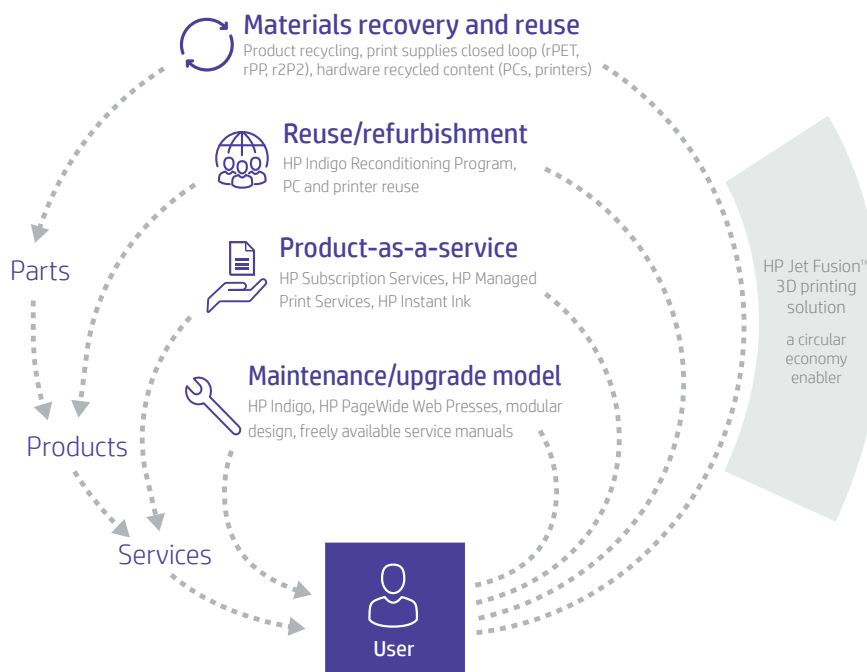 Materials recovery and reuse
Product recycling, print supplies closed loop (rPET,
rPP, r2P2), hardware recycled content (PCs, printers)
Reuse/refurbishment
HP Indigo Reconditioning Program,
PC and printer reuse
Product-as-a-service
HP Subscription Services, HP Managed
Print Services, HP Instant Ink
Maintenance/upgrade model
HP Indigo, HP PageWide Web Presses, modular
design, freely available service manuals
Parts
Products
Services
User
HP Jet Fusion™
3D printing
solution
a circular
economy
enabler